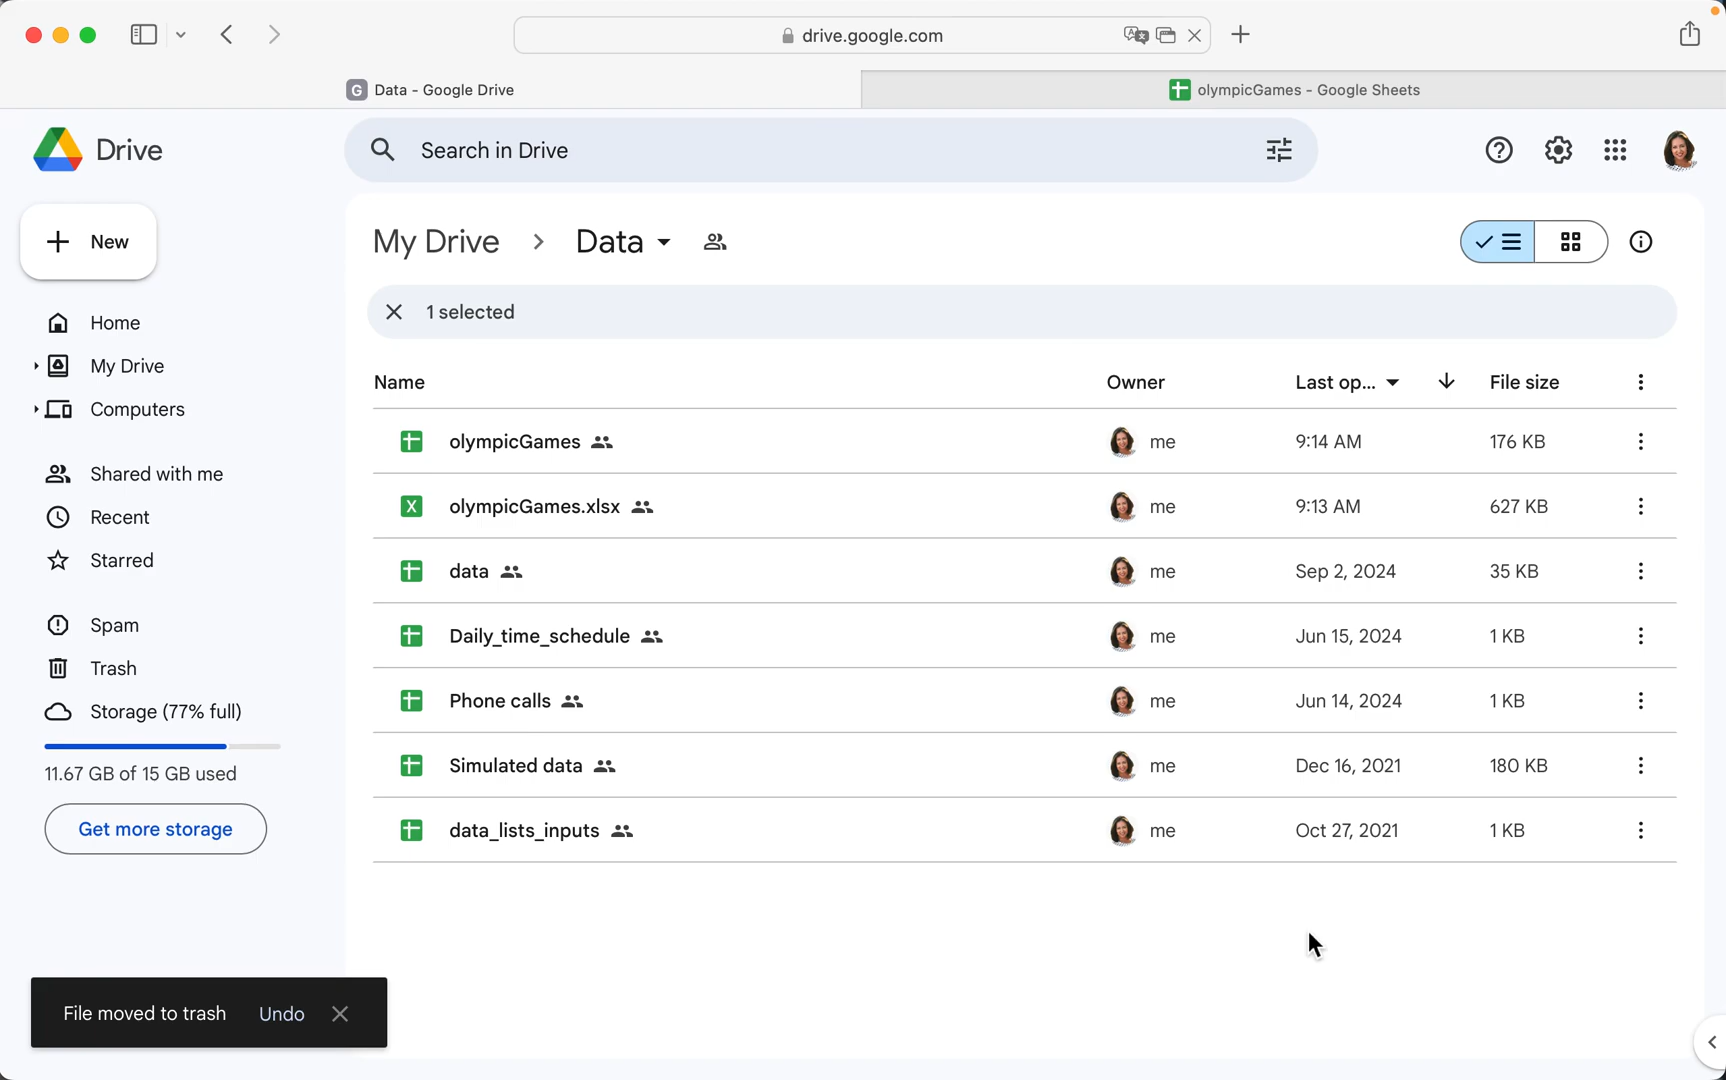 drive.google.com
G Data - Google Drive
olympicGames - Google Sheets
Drive
Search in Drive
New
My Drive > Data
1 selected
Home
My Drive
Computers
Shared with me
Recent
Starred
Spam
Trash
Storage (77% full)
11.67 GB of 15 GB used
Get more storage
Name Owner Last op... File size
olympicGames me 9:14 AM 176 KB
X olympicGames.xlsx me 9:13 AM 627 KB
data me Sep 2, 2024 35 KB
Daily_time_schedule me Jun 15, 2024 1 KB
Phone calls me Jun 14, 2024 1 KB
Simulated data me Dec 16, 2021 180 KB
data_lists_inputs me Oct 27, 2021 1 KB
File moved to trash Undo